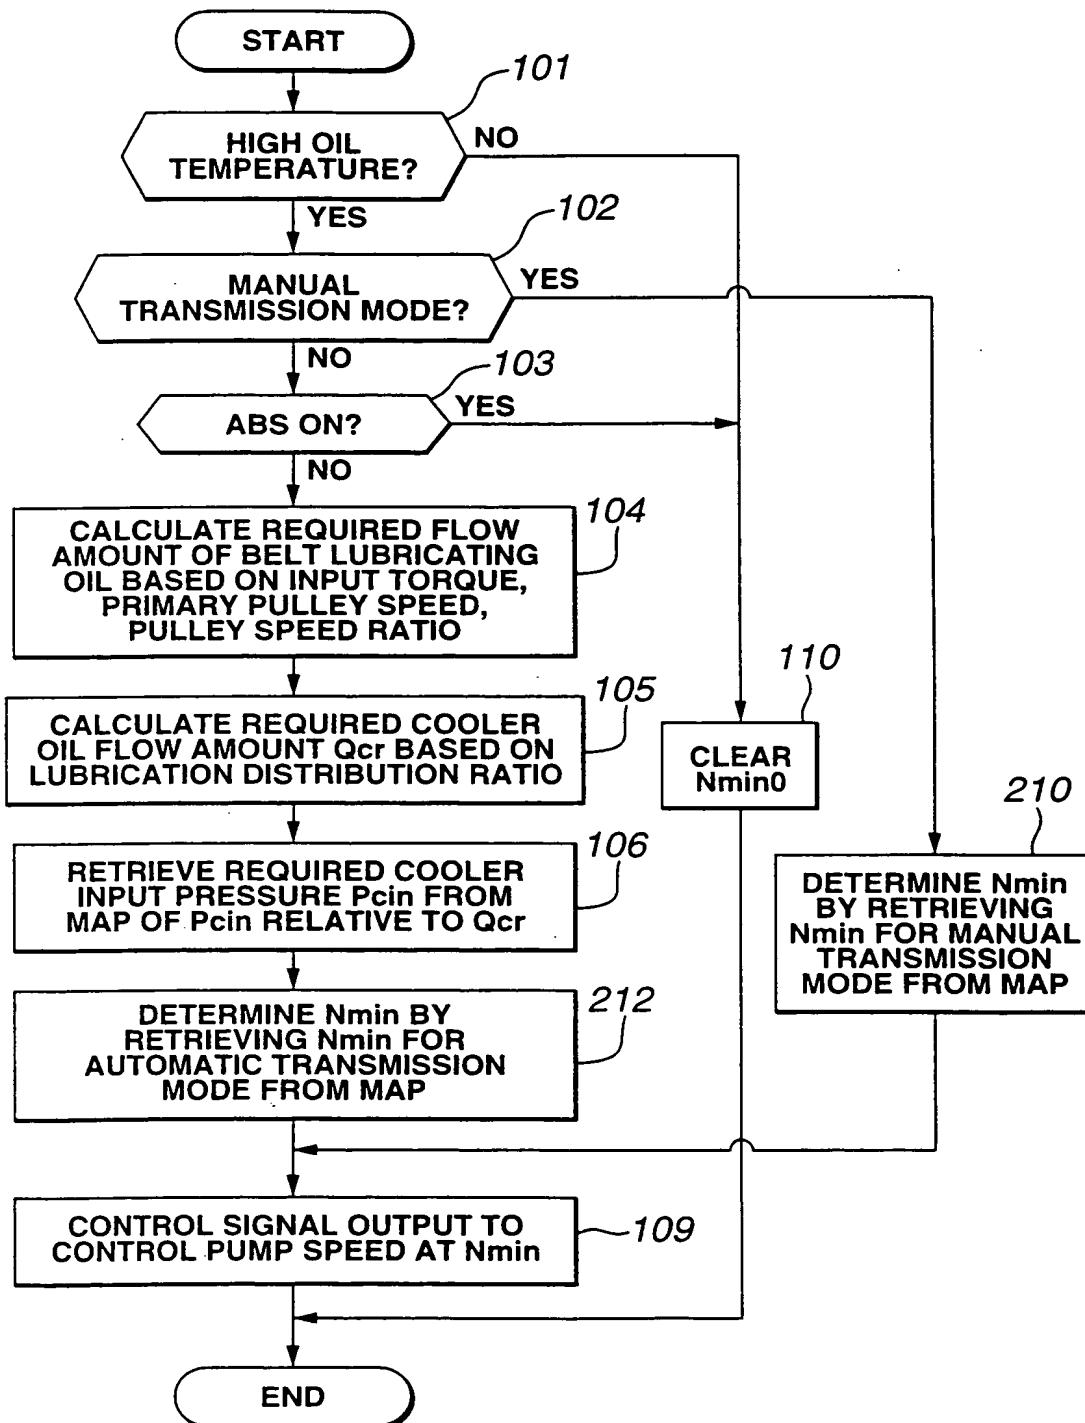 START
101
HIGH OIL
TEMPERATURE?
NO
YES
102
MANUAL
TRANSMISSION MODE?
YES
NO
103
ABS ON?
YES
NO
104
CALCULATE REQUIRED FLOW
AMOUNT OF BELT LUBRICATING
OIL BASED ON INPUT TORQUE,
PRIMARY PULLEY SPEED,
PULLEY SPEED RATIO
105
CALCULATE REQUIRED COOLER
OIL FLOW AMOUNT Qcr BASED ON
LUBRICATION DISTRIBUTION RATIO
110
CLEAR
Nmin0
106
RETRIEVE REQUIRED COOLER
INPUT PRESSURE Pcin FROM
MAP OF Pcin RELATIVE TO Qcr
210
DETERMINE Nmin
BY RETRIEVING
Nmin FOR MANUAL
TRANSMISSION
MODE FROM MAP
212
DETERMINE Nmin BY
RETRIEVING Nmin FOR
AUTOMATIC TRANSMISSION
MODE FROM MAP
CONTROL SIGNAL OUTPUT TO
CONTROL PUMP SPEED AT Nmin
109
END